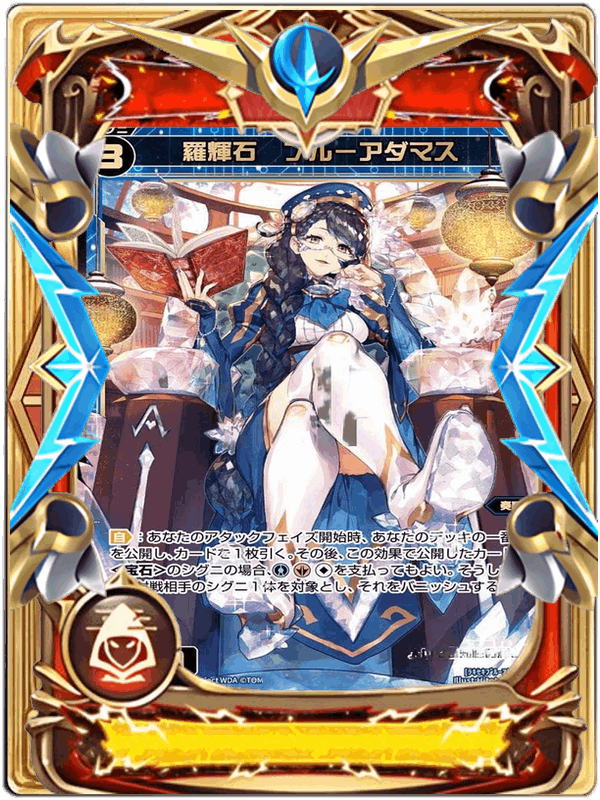 3
羅輝石 ブルーアダマス
自:あなたのアタックフェイズ開始時、あなたのデッキの一番
を公開し、カードを1枚引く。その後、この効果で公開したカー
<宝石>のシグニの場合、を支払ってもよい。そうし
戦相手のシグニ1体を対象とし、それをバニッシュする
ect WDA ©TOM